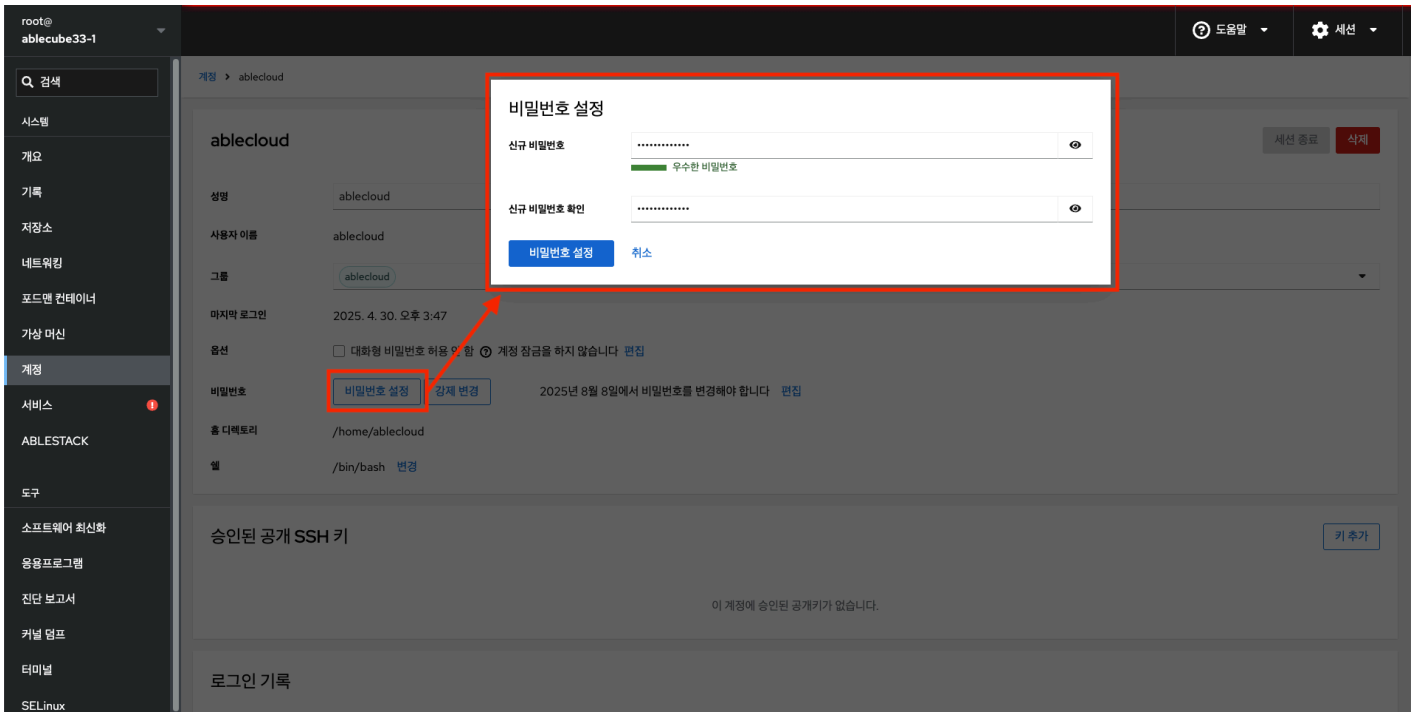 root@
ablecube33-1
도움말
세션
검색
시스템
개요
기록
저장소
네트워킹
포드맨 컨테이너
가상 머신
계정
서비스
ABLESTACK
도구
소프트웨어 최신화
응용프로그램
진단 보고서
커널 덤프
터미널
SELinux
계정 > ablecloud
ablecloud
세션 종료 삭제
성명 ablecloud
사용자 이름 ablecloud
그룹 ablecloud
마지막 로그인 2025. 4. 30. 오후 3:47
옵션 대화형 비밀번호 허용 안 함 계정 잠금을 하지 않습니다 편집
비밀번호 비밀번호 설정 강제 변경 2025년 8월 8일에서 비밀번호를 변경해야 합니다 편집
홈 디렉토리 /home/ablecloud
쉘 /bin/bash 변경
승인된 공개 SSH 키
키 추가
이 계정에 승인된 공개키가 없습니다.
로그인 기록
비밀번호 설정
신규 비밀번호 •••••••••••••
우수한 비밀번호
신규 비밀번호 확인 •••••••••••••
비밀번호 설정 취소